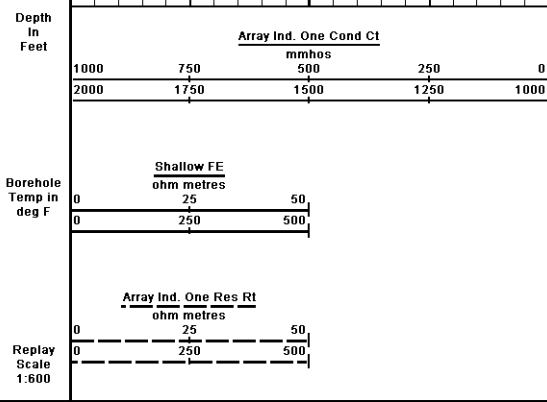 Depth
In
Feet
Array Ind. One Cond Ct
mmhos
1000 750 500 250 0
2000 1750 1500 1250 1000
Borehole
Temp in
deg F
Shallow FE
ohm metres
0 25 50
0 250 500
Array Ind. One Res Rt
ohm metres
0 25 50
0 250 500
Replay
Scale
1:600